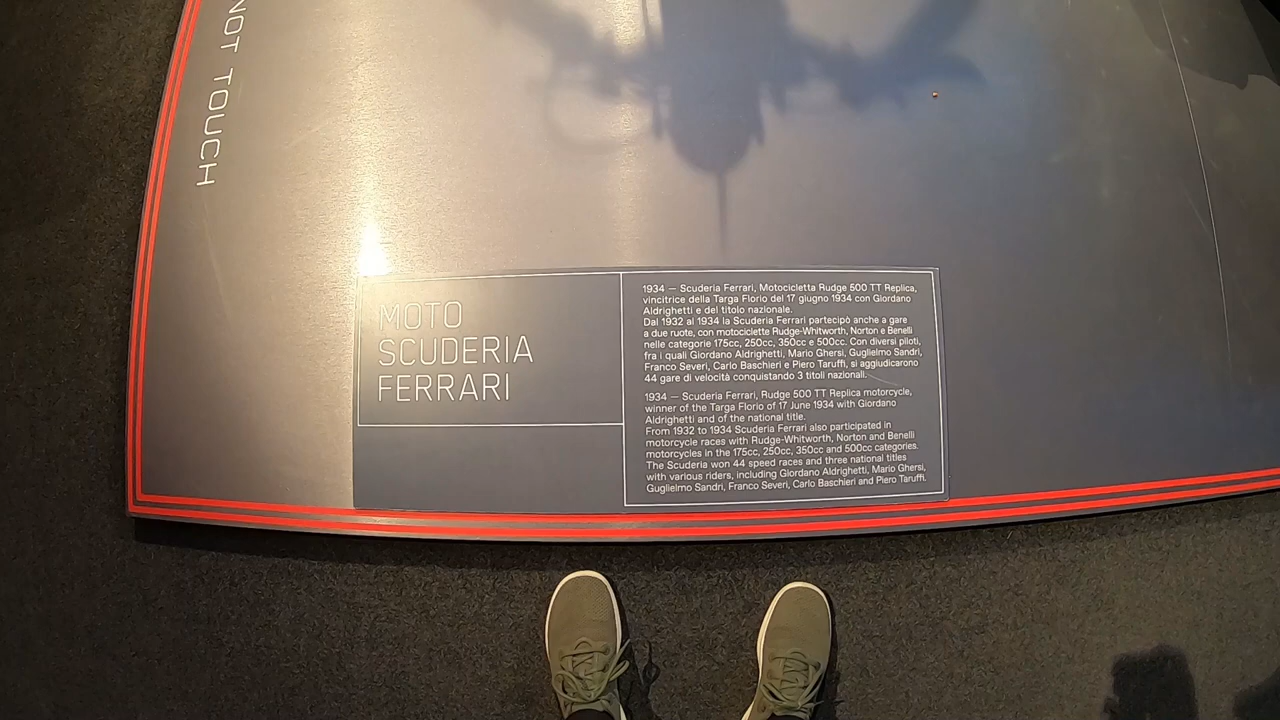 NOT TOUCH
MOTO
SCUDERIA
FERRARI
1934 — Scuderia Ferrari, Motocicletta Rudge 500 TT Replica,
vincitrice della Targa Florio del 17 giugno 1934 con Giordano
Aldrighetti e del titolo nazionale.
Dal 1932 al 1934 la Scuderia Ferrari partecipò anche a gare
a due ruote, con motociclette Rudge-Whitworth, Norton e Benelli
nelle categorie 175cc, 250cc, 350cc e 500cc. Con diversi piloti,
fra i quali Giordano Aldrighetti, Mario Ghersi, Guglielmo Sandri,
Franco Severi, Carlo Baschieri e Piero Taruffi, si aggiudicarono
44 gare di velocità conquistando 3 titoli nazionali.
1934 — Scuderia Ferrari, Rudge 500 TT Replica motorcycle,
winner of the Targa Florio of 17 June 1934 with Giordano
Aldrighetti and of the national title.
From 1932 to 1934 Scuderia Ferrari also participated in
motorcycle races with Rudge-Whitworth, Norton and Benelli
motorcycles in the 175cc, 250cc, 350cc and 500cc categories.
The Scuderia won 44 speed races and three national titles
with various riders, including Giordano Aldrighetti, Mario Ghersi,
Guglielmo Sandri, Franco Severi, Carlo Baschieri and Piero Taruffi.